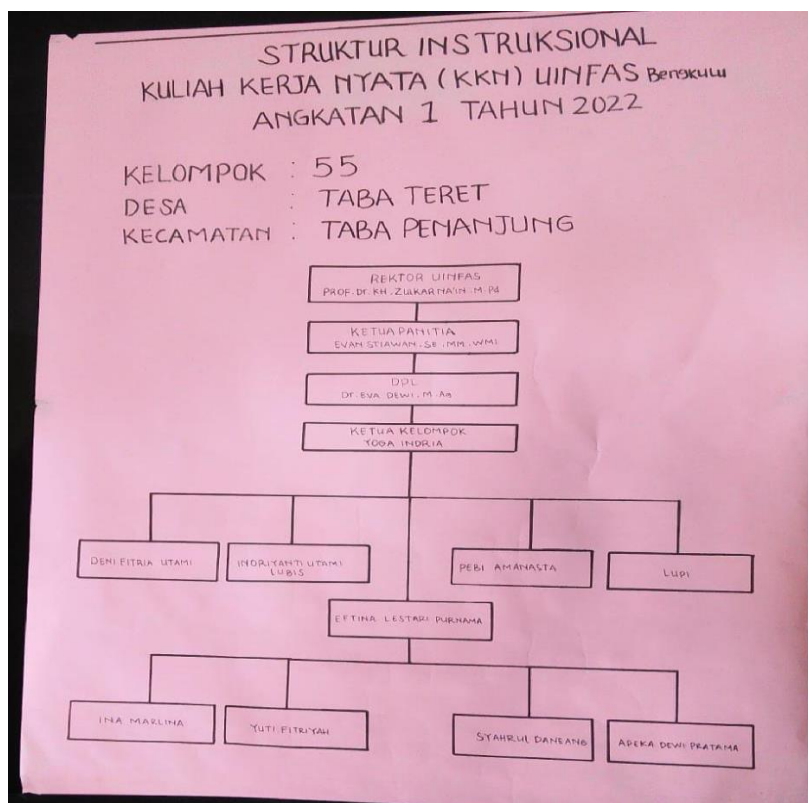 STRUKTUR INSTRUKSIONAL
KULIAH KERJA NYATA (KKN) UINFAS Bengkulu
ANGKATAN 1 TAHUN 2022
KELOMPOK : 55
DESA : TABA TERET
KECAMATAN : TABA PENANJUNG
REKTOR UINFAS
PROF. Dr. KH. ZULKARNA'IN. M. Pd
KETUA PANITIA
EVAN STIAWAN. SE. MM. WMI
DPL
Dr. EVA DEWI. M. Ag
KETUA KELOMPOK
YOGA INDRIA
DENI FITRIA UTAMI
INDRIYANTI UTAMI
LUBIS
PEBI AMANASTA
LUPI
EFTINA LESTARI PURNAMA
INA MARLINA
YUTI FITRIYAH
SYAHRUL DANEANG
ADEKA DEWI PRATAMA